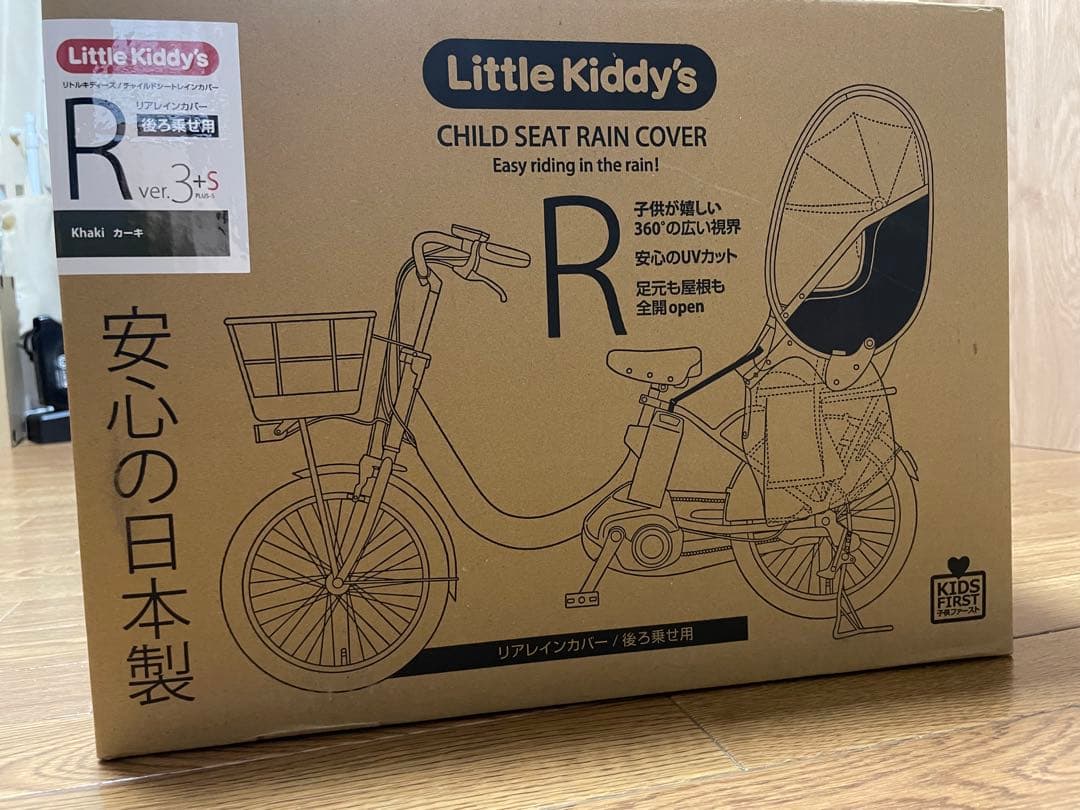 Little Kiddy's
リトルキディーズ/チャイルドシートレインカバー
R
リアレインカバー
後ろ乗せ用
ver.3+S
PLUS-S
Khaki カーキ
Little Kiddy's
CHILD SEAT RAIN COVER
Easy riding in the rain!
R
子供が嬉しい
360°の広い視界
安心のUVカット
足元も屋根も
全開open
安心の日本製
リアレインカバー / 後ろ乗せ用
KIDS
FIRST
子供ファースト